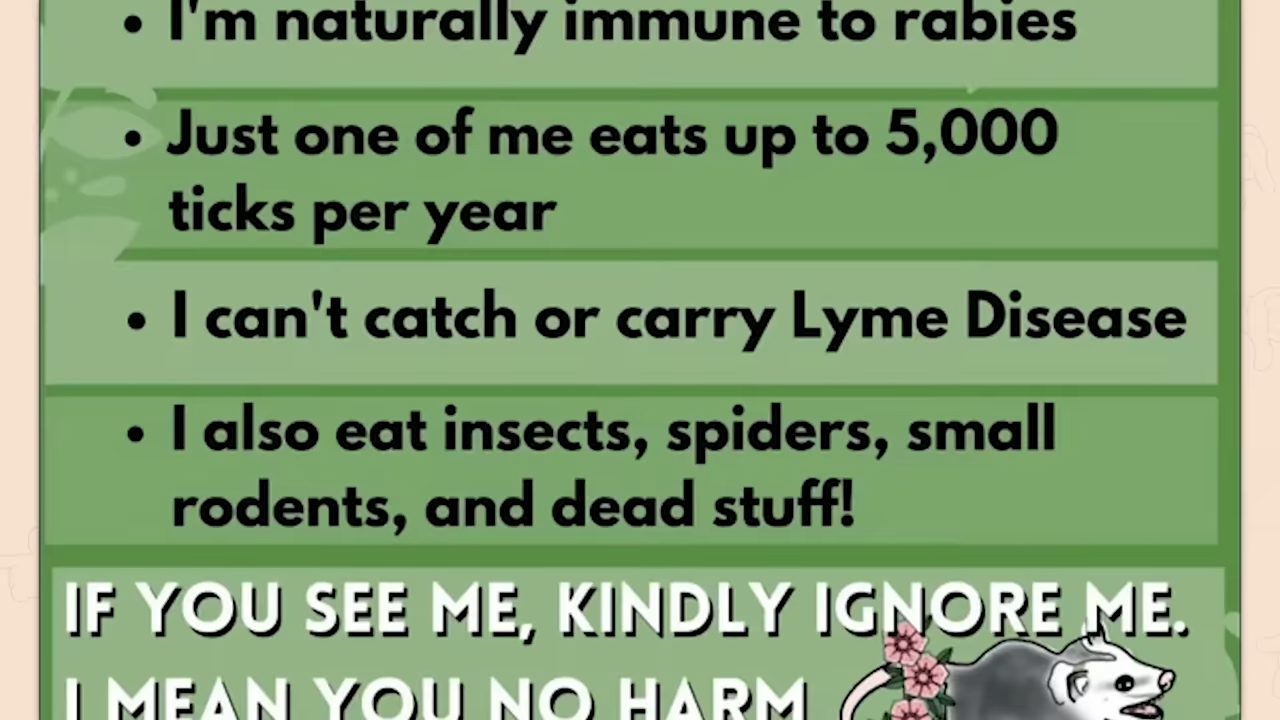 • I'm naturally immune to rabies
• Just one of me eats up to 5,000
ticks per year
• I can't catch or carry Lyme Disease
• I also eat insects, spiders, small
rodents, and dead stuff!
IF YOU SEE ME, KINDLY IGNORE ME.
I MEAN YOU NO HARM